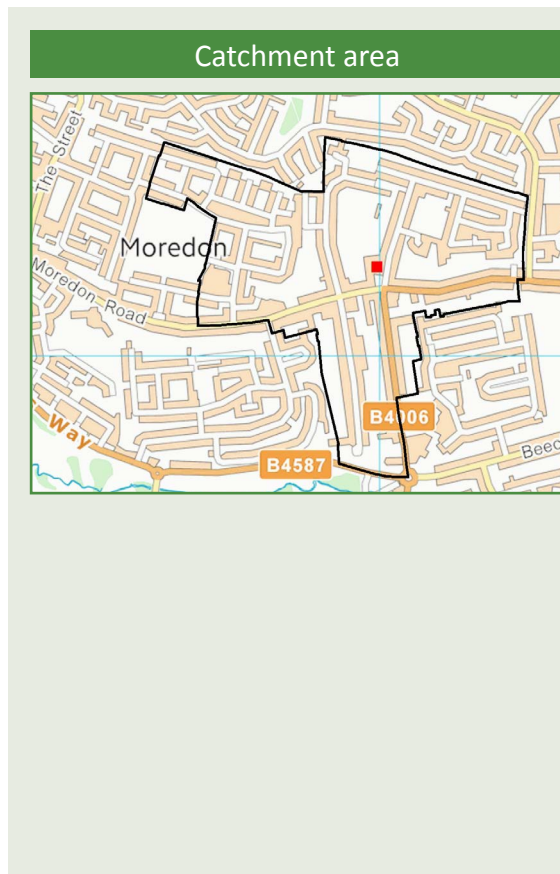 Catchment area
The Street
Moredon
Moredon Road
B4006
Way
B4587
Beec